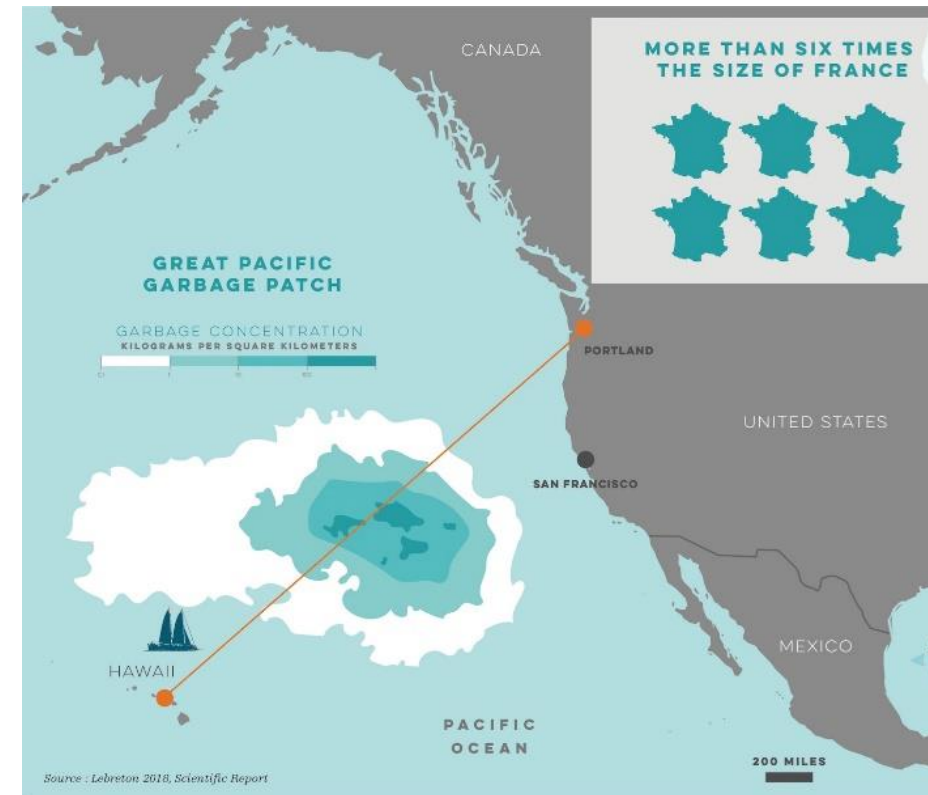 CANADA
MORE THAN SIX TIMES
THE SIZE OF FRANCE
GREAT PACIFIC
GARBAGE PATCH
GARBAGE CONCENTRATION
KILOGRAMS PER SQUARE KILOMETERS
PORTLAND
UNITED STATES
SAN FRANCISCO
MEXICO
HAWAII
PACIFIC
OCEAN
200 MILES
Source : Lebreton 2018, Scientific Report